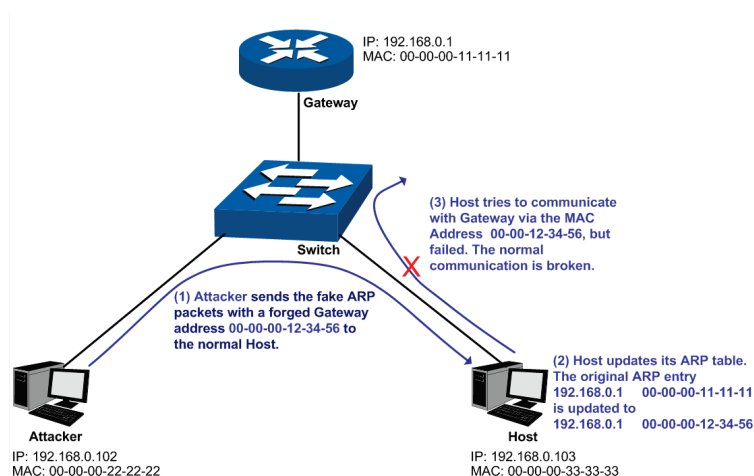 IP: 192.168.0.1
MAC: 00-00-00-11-11-11
Gateway
(3) Host tries to communicate
with Gateway via the MAC
Address 00-00-12-34-56, but
failed. The normal
communication is broken.
Switch
(1) Attacker sends the fake ARP
packets with a forged Gateway
address 00-00-00-12-34-56 to
the normal Host.
(2) Host updates its ARP table.
The original ARP entry
192.168.0.1 00-00-00-11-11-11
is updated to
192.168.0.1 00-00-00-12-34-56
Attacker
IP: 192.168.0.102
MAC: 00-00-00-22-22-22
Host
IP: 192.168.0.103
MAC: 00-00-00-33-33-33